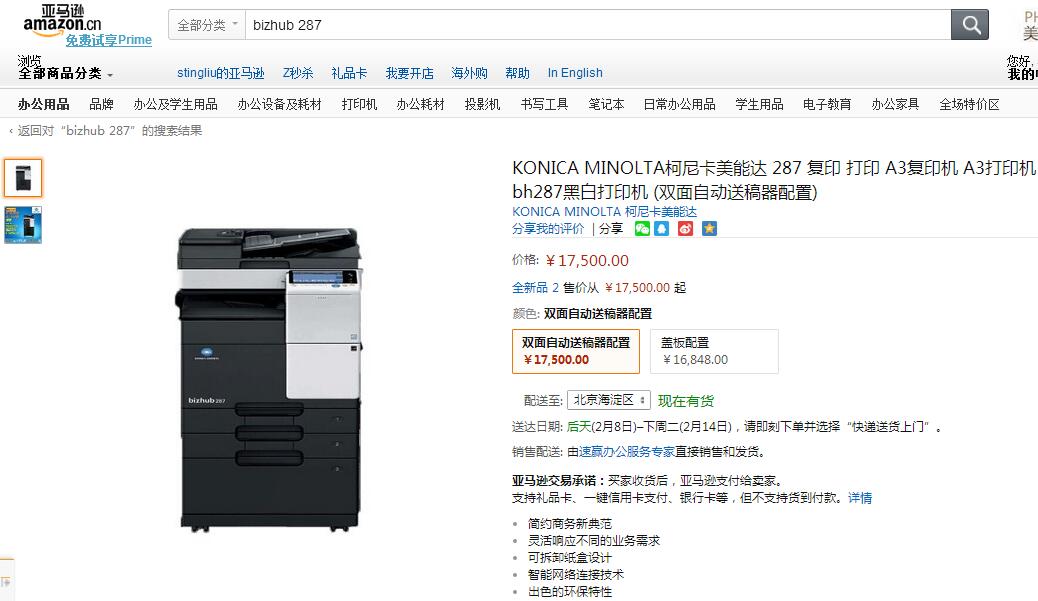 亚马逊
amazon.cn
免费试享Prime
全部分类
bizhub 287
浏览
全部商品分类
stingliu的亚马逊 Z秒杀 礼品卡 我要开店 海外购 帮助 In English
您好,
办公用品 品牌 办公及学生用品 办公设备及耗材 打印机 办公耗材 投影机 书写工具 笔记本 日常办公用品 学生用品 电子教育 办公家具 全场特价区
‹ 返回对“bizhub 287”的搜索结果
KONICA MINOLTA柯尼卡美能达 287 复印 打印 A3复印机 A3打印机
bh287黑白打印机 (双面自动送稿器配置)
KONICA MINOLTA 柯尼卡美能达
分享我的评价 | 分享
价格: ￥17,500.00
全新品 2 售价从 ￥17,500.00 起
颜色: 双面自动送稿器配置
双面自动送稿器配置
￥17,500.00
盖板配置
￥16,848.00
配送至: 北京海淀区 现在有货
送达日期: 后天(2月8日)–下周二(2月14日)，请即刻下单并选择“快递送货上门”。
销售配送: 由速赢办公服务专家直接销售和发货。
亚马逊交易承诺：买家收货后，亚马逊支付给卖家。
支持礼品卡、一键信用卡支付、银行卡等，但不支持货到付款。详情
简约商务新典范
灵活响应不同的业务需求
可拆卸纸盒设计
智能网络连接技术
出色的环保特性
KONICA MINOLTA
bizhub 287